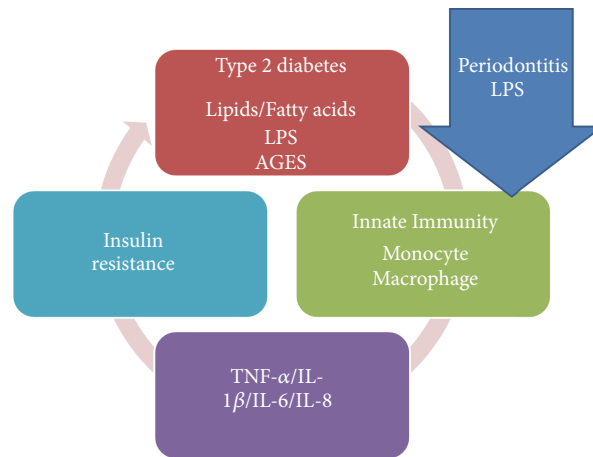 Type 2 diabetes
Lipids/Fatty acids
LPS
AGES
Periodontitis
LPS
Innate Immunity
Monocyte
Macrophage
Insulin
resistance
TNF-α/IL-
1β/IL-6/IL-8